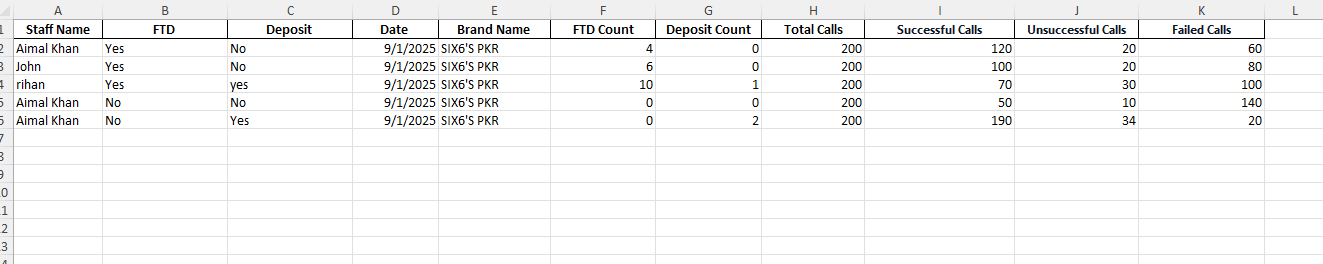 A B C D E F G H I J K L
1 Staff Name FTD Deposit Date Brand Name FTD Count Deposit Count Total Calls Successful Calls Unsuccessful Calls Failed Calls
2 Aimal Khan Yes No 9/1/2025 SIX6'S PKR 4 0 200 120 20 60
3 John Yes No 9/1/2025 SIX6'S PKR 6 0 200 100 20 80
4 rihan Yes yes 9/1/2025 SIX6'S PKR 10 1 200 70 30 100
5 Aimal Khan No No 9/1/2025 SIX6'S PKR 0 0 200 50 10 140
6 Aimal Khan No Yes 9/1/2025 SIX6'S PKR 0 2 200 190 34 20
7
8
9
0
1
2
3
4